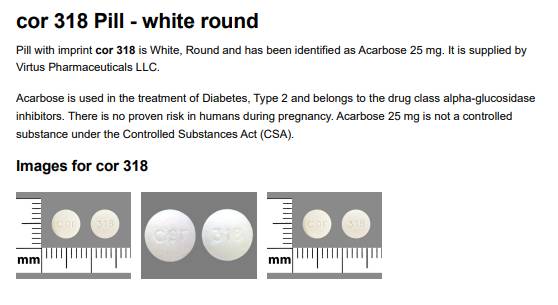 cor 318 Pill - white round
Pill with imprint cor 318 is White, Round and has been identified as Acarbose 25 mg. It is supplied by
Virtus Pharmaceuticals LLC.
Acarbose is used in the treatment of Diabetes, Type 2 and belongs to the drug class alpha-glucosidase
inhibitors. There is no proven risk in humans during pregnancy. Acarbose 25 mg is not a controlled
substance under the Controlled Substances Act (CSA).
Images for cor 318
cor 318 cor 318 cor 318
mm mm